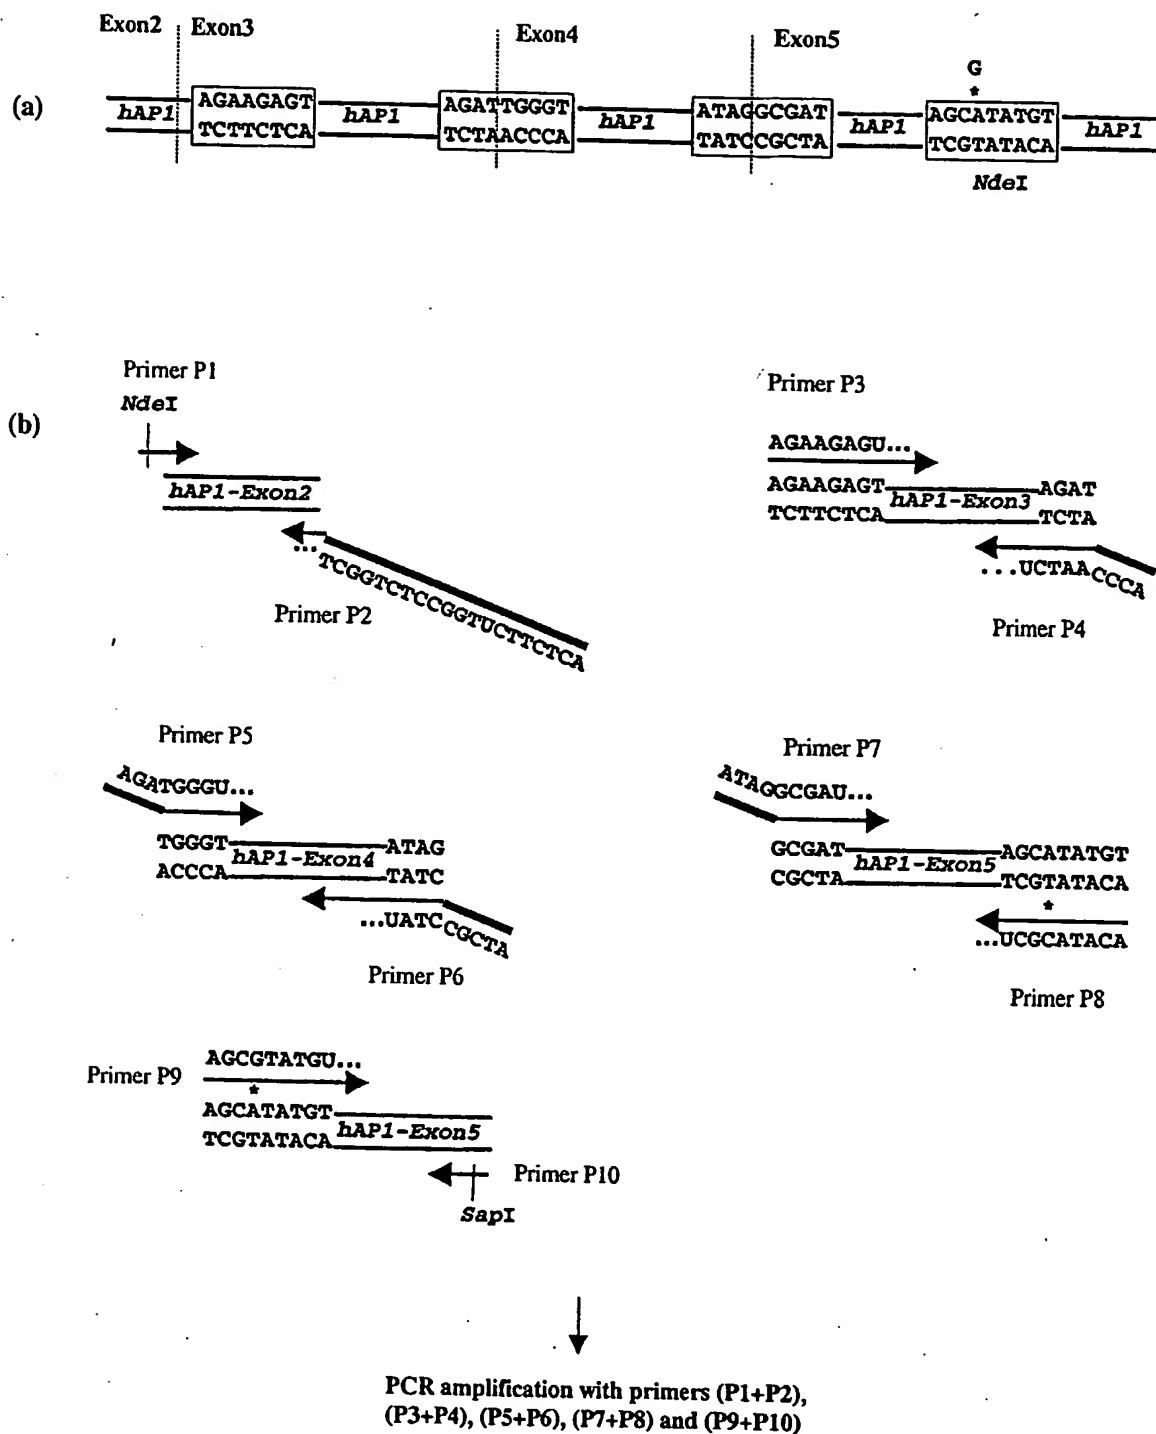 Exon2 Exon3 Exon4 Exon5
G
*
(a)
hAP1 AGAAGAGT hAP1 AGATTGGGT hAP1 ATAGGCGAT hAP1 AGCATATGT hAP1
TCTTCTCA TCTAACCCA TATCCGCTA TCGTATACA
NdeI
(b)
Primer P1
NdeI
hAP1-Exon2
...TCGGTCTCCGGTUCTTCTCA
Primer P2
Primer P3
AGAAGAGU...
AGAAGAGT hAP1-Exon3 AGAT
TCTTCTCA TCTA
...UCTAACCCA
Primer P4
Primer P5
AGATGGGU...
TGGGT hAP1-Exon4 ATAG
ACCCA TATC
...UATCCGCTA
Primer P6
Primer P7
ATAGGCGAU...
GCGAT hAP1-Exon5 AGCATATGT
CGCTA TCGTATACA
*
...UCGCATACA
Primer P8
Primer P9
AGCGTATGU...
*
AGCATATGT hAP1-Exon5
TCGTATACA
Primer P10
SapI
PCR amplification with primers (P1+P2),
(P3+P4), (P5+P6), (P7+P8) and (P9+P10)